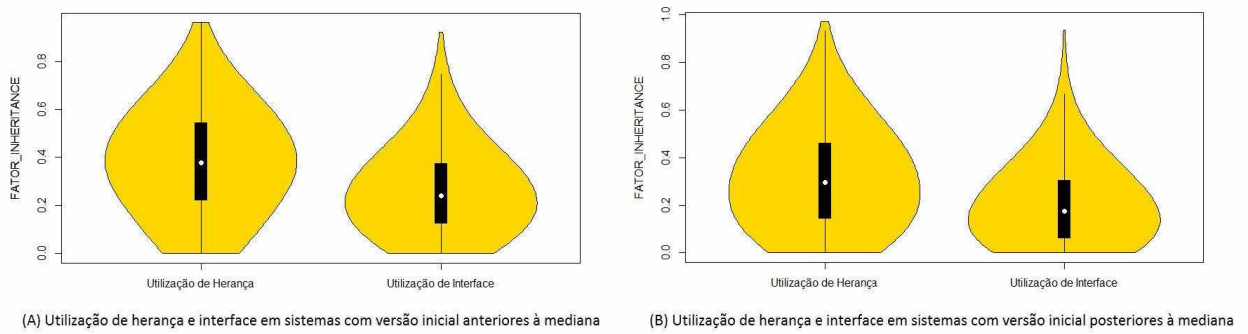 FATOR_INHERITANCE
0.0
0.2
0.4
0.6
0.8
Utilização de Herança
Utilização de Interface
(A) Utilização de herança e interface em sistemas com versão inicial anteriores à mediana
FATOR_INHERITANCE
0.0
0.2
0.4
0.6
0.8
1.0
Utilização de Herança
Utilização de Interface
(B) Utilização de herança e interface em sistemas com versão inicial posteriores à mediana